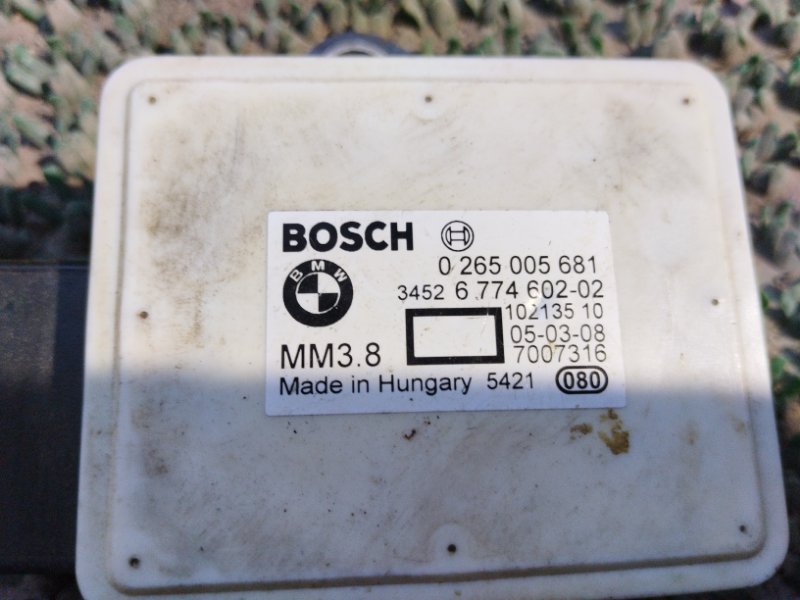 BOSCH
BMW
0 265 005 681
3452 6 774 602-02
102135 10
05-03-08
MM3.8
7007316
Made in Hungary 5421 080